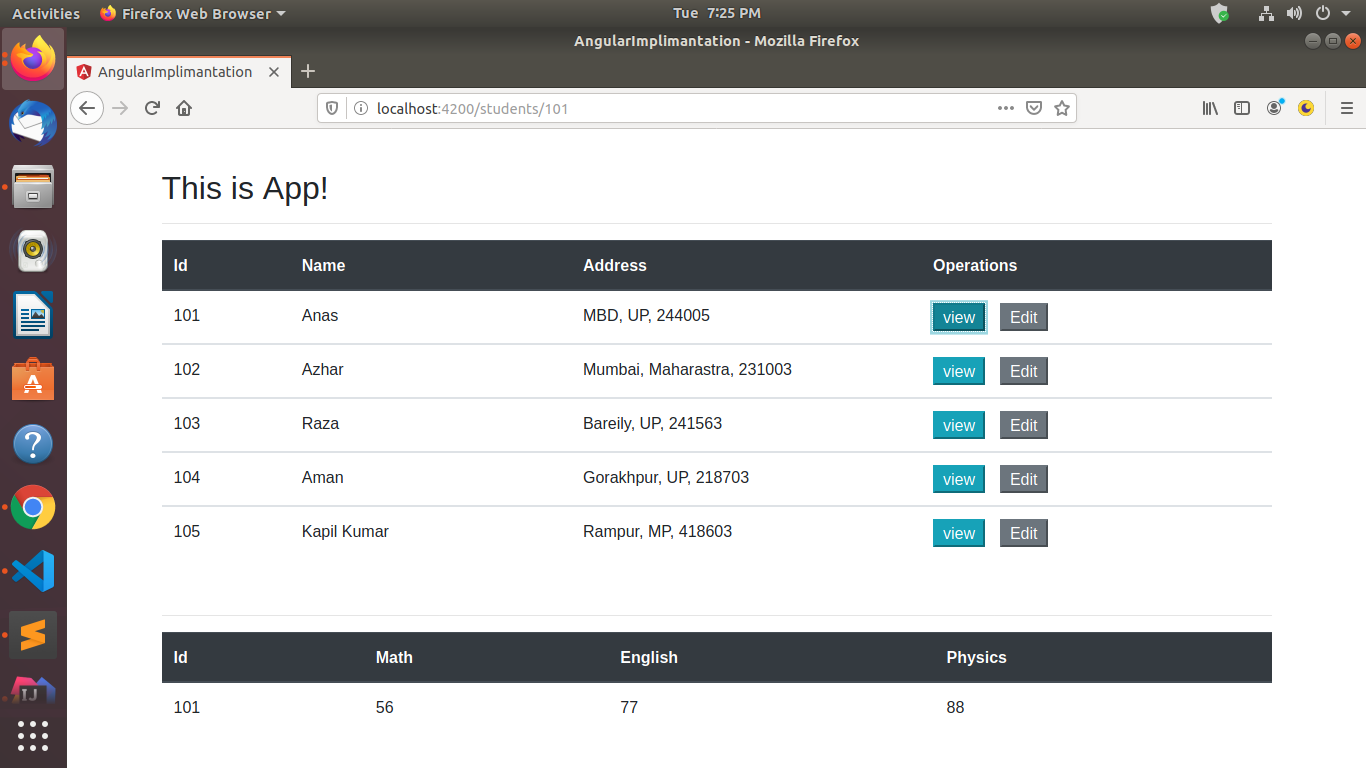 Activities Firefox Web Browser Tue 7:25 PM
AngularImplimantation - Mozilla Firefox
AngularImplimantation
localhost:4200/students/101
This is App!
Id Name Address Operations
101 Anas MBD, UP, 244005 view Edit
102 Azhar Mumbai, Maharastra, 231003 view Edit
103 Raza Bareily, UP, 241563 view Edit
104 Aman Gorakhpur, UP, 218703 view Edit
105 Kapil Kumar Rampur, MP, 418603 view Edit
Id Math English Physics
101 56 77 88
IJ